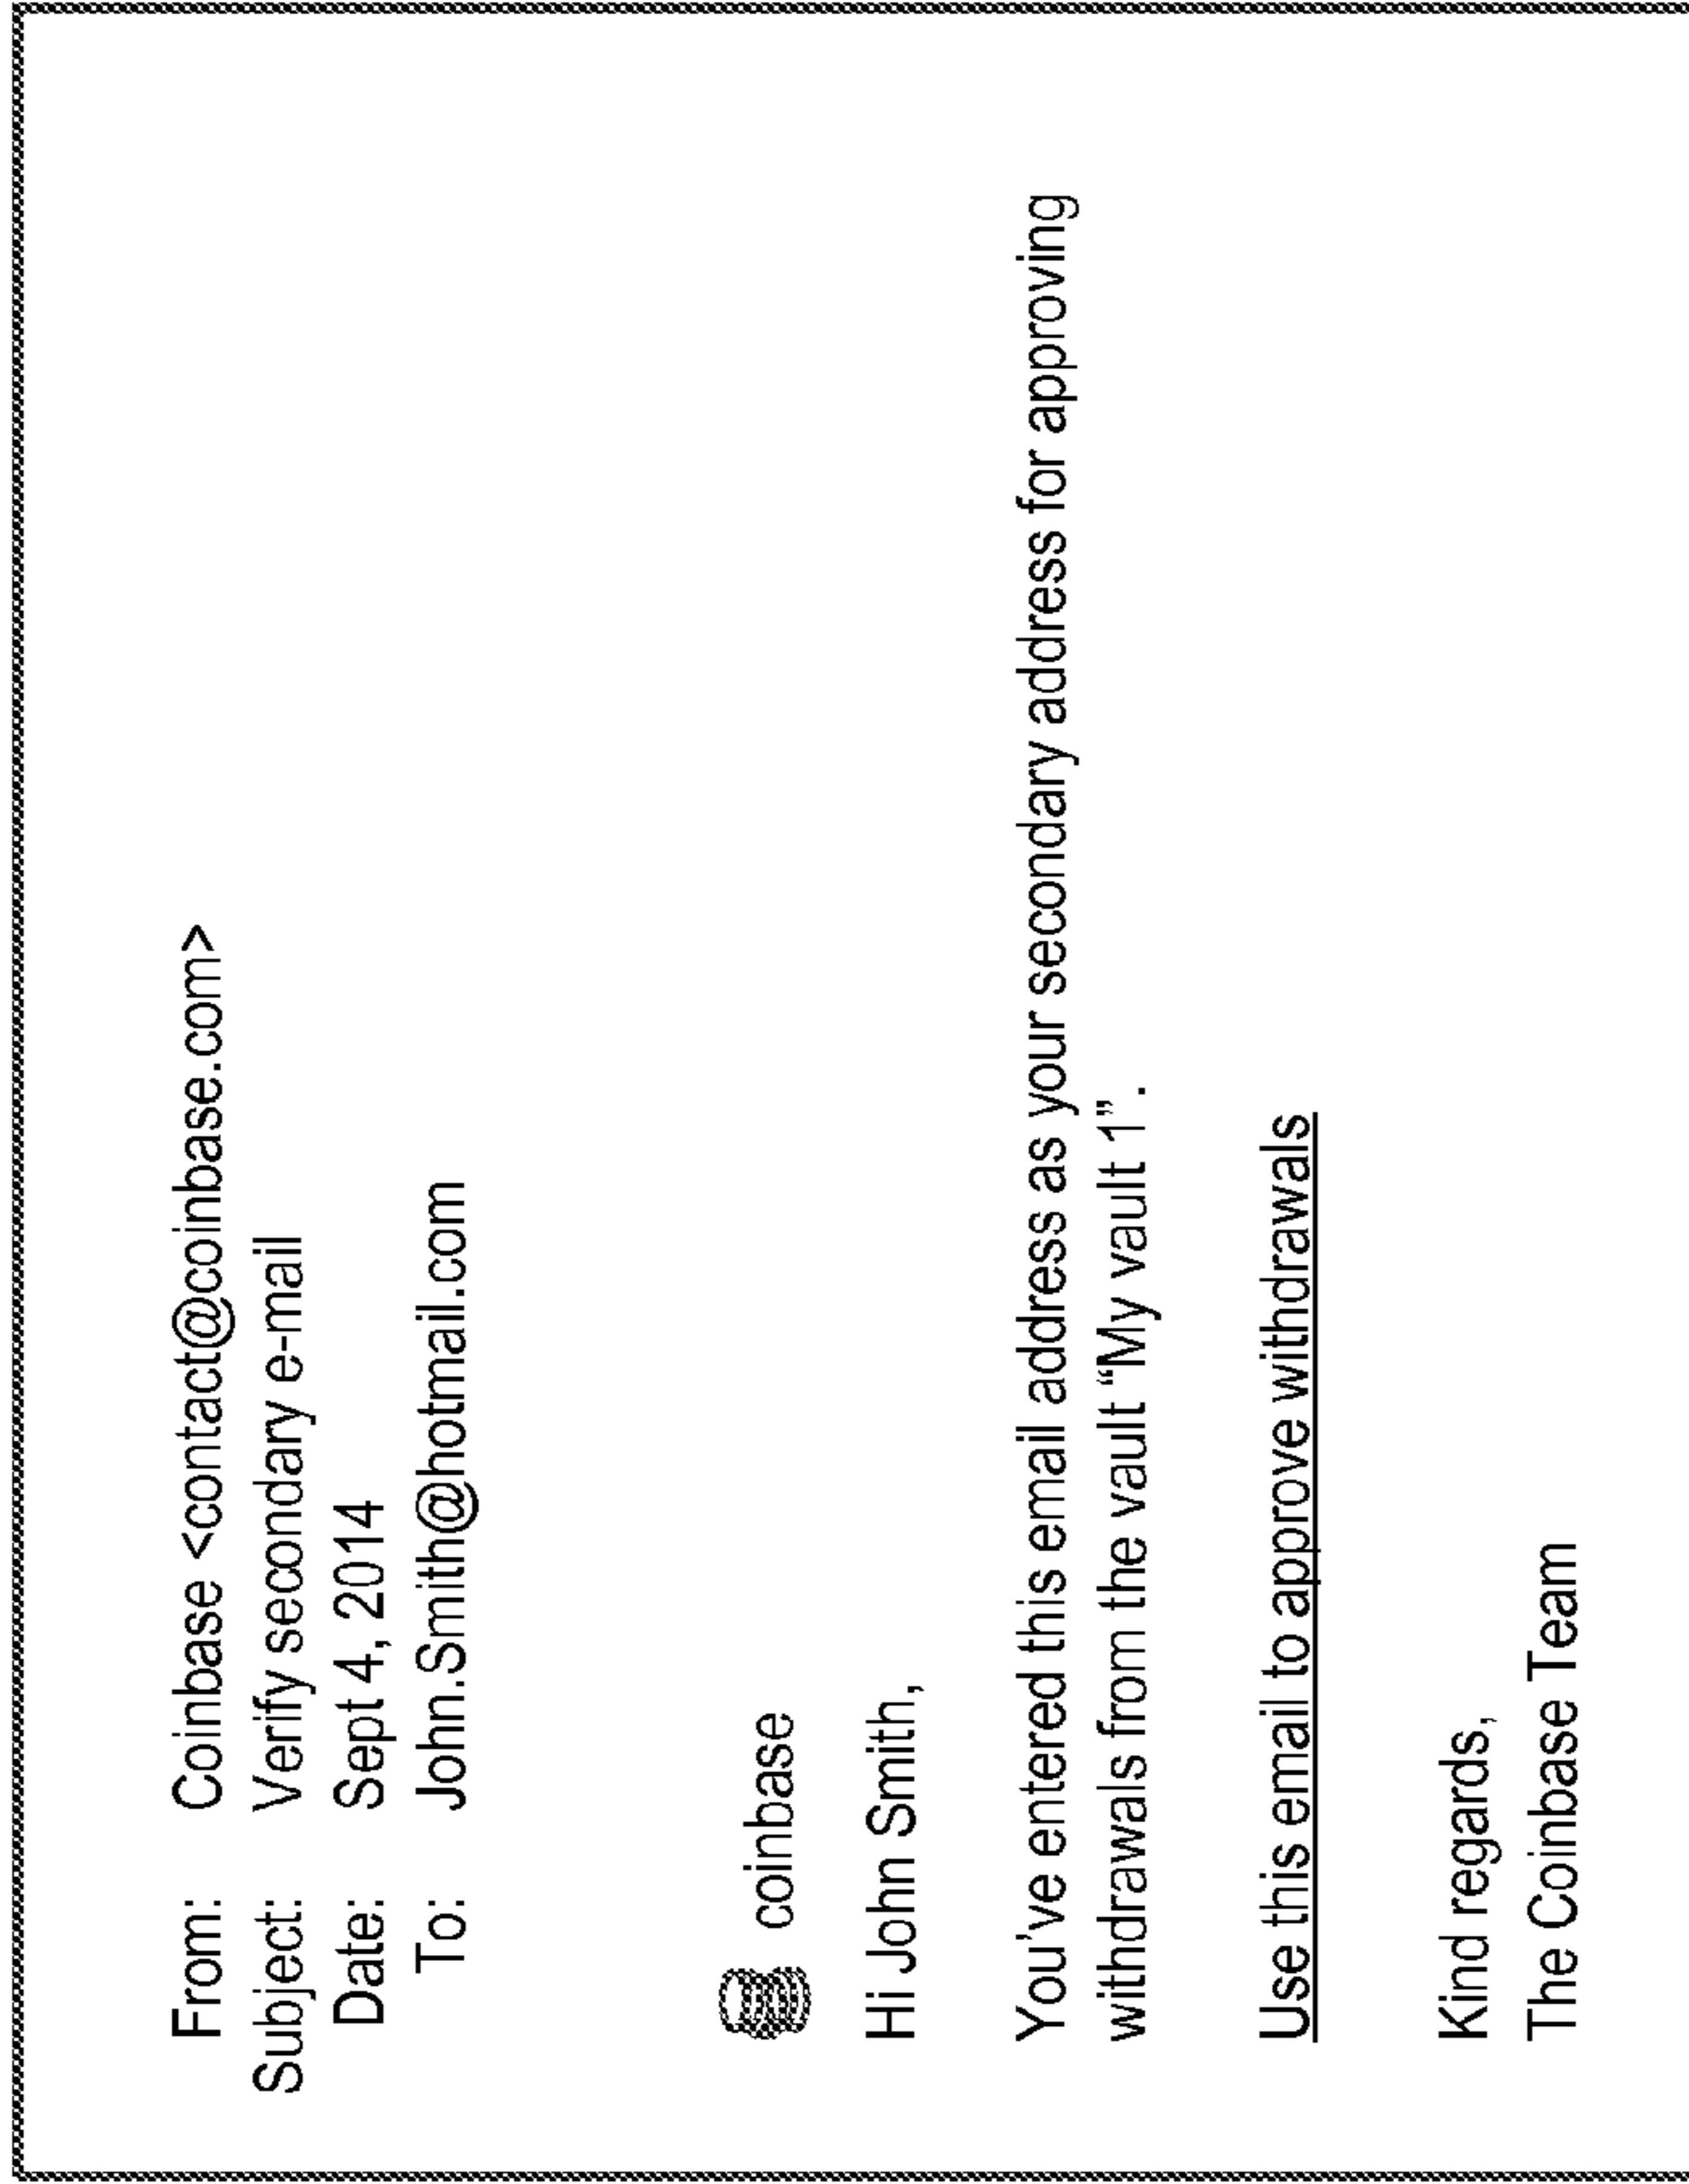 From: Coinbase <contact@coinbase.com>
Subject: Verify secondary e-mail
Date: Sept 4, 2014
To: John.Smith@hotmail.com
coinbase
Hi John Smith,
You've entered this email address as your secondary address for approving
withdrawals from the vault “My vault 1”.
Use this email to approve withdrawals
Kind regards,
The Coinbase Team